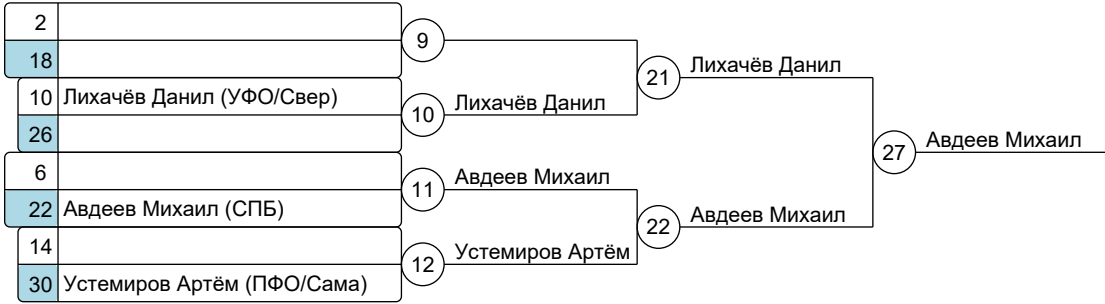 2
9
18
21 Лихачёв Данил
10 Лихачёв Данил (УФО/Свер)
10 Лихачёв Данил
26
27 Авдеев Михаил
6
11 Авдеев Михаил
22 Авдеев Михаил (СПБ)
22 Авдеев Михаил
14
12 Устемиров Артём
30 Устемиров Артём (ПФО/Сама)